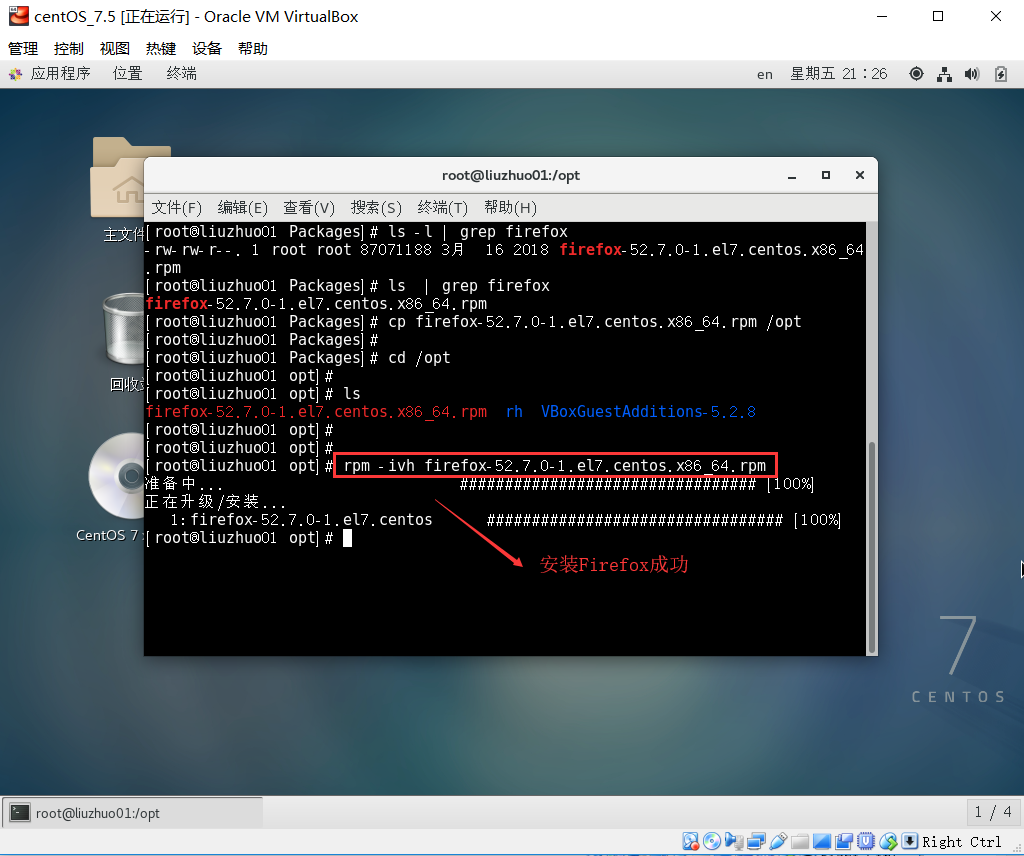 centOS_7.5 [正在运行] - Oracle VM VirtualBox
管理 控制 视图 热键 设备 帮助
应用程序 位置 终端 en 星期五 21：26
主文件
回收站
CentOS 7
root@liuzhuo01:/opt
文件(F) 编辑(E) 查看(V) 搜索(S) 终端(T) 帮助(H)
[root@liuzhuo01 Packages]# ls -l | grep firefox
-rw-rw-r--. 1 root root 87071188 3月  16 2018 firefox-52.7.0-1.el7.centos.x86_64
.rpm
[root@liuzhuo01 Packages]# ls  | grep firefox
firefox-52.7.0-1.el7.centos.x86_64.rpm
[root@liuzhuo01 Packages]# cp firefox-52.7.0-1.el7.centos.x86_64.rpm /opt
[root@liuzhuo01 Packages]#
[root@liuzhuo01 Packages]# cd /opt
[root@liuzhuo01 opt]#
[root@liuzhuo01 opt]# ls
firefox-52.7.0-1.el7.centos.x86_64.rpm  rh  VBoxGuestAdditions-5.2.8
[root@liuzhuo01 opt]#
[root@liuzhuo01 opt]#
[root@liuzhuo01 opt]# rpm -ivh firefox-52.7.0-1.el7.centos.x86_64.rpm
准备中... ################################# [100%]
正在升级/安装...
1:firefox-52.7.0-1.el7.centos ################################# [100%]
[root@liuzhuo01 opt]#
安装Firefox成功
7
CENTOS
root@liuzhuo01:/opt 1 / 4
Right Ctrl